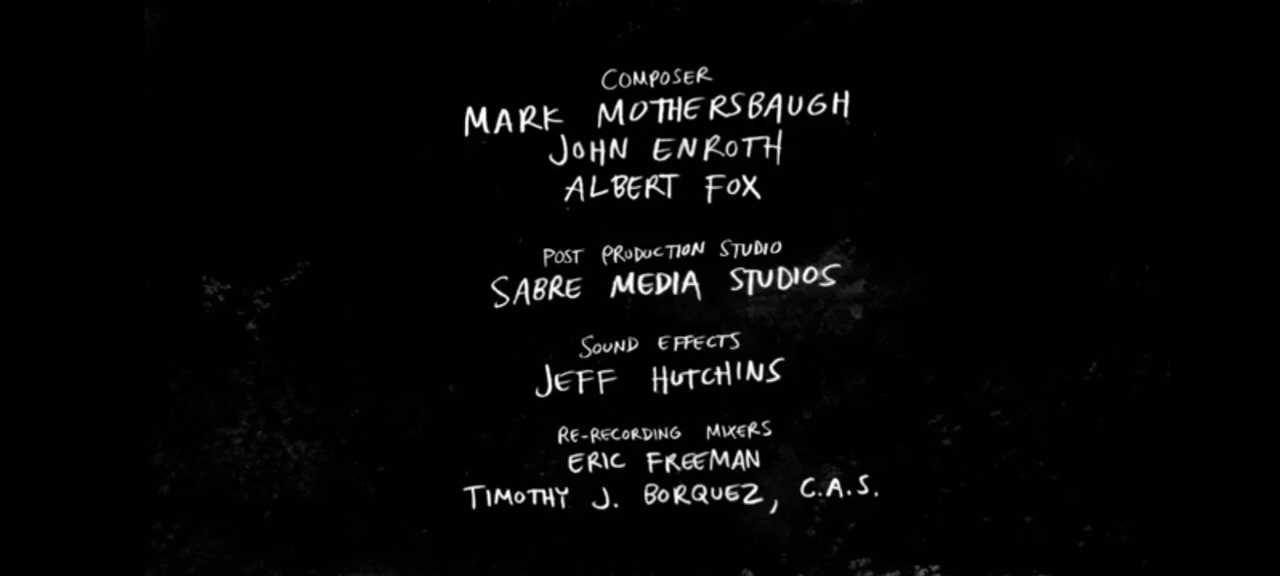 COMPOSER
MARK MOTHERSBAUGH
JOHN ENROTH
ALBERT FOX
POST PRODUCTION STUDIO
SABRE MEDIA STUDIOS
SOUND EFFECTS
JEFF HUTCHINS
RE-RECORDING MIXERS
ERIC FREEMAN
TIMOTHY J. BORQUEZ, C.A.S.